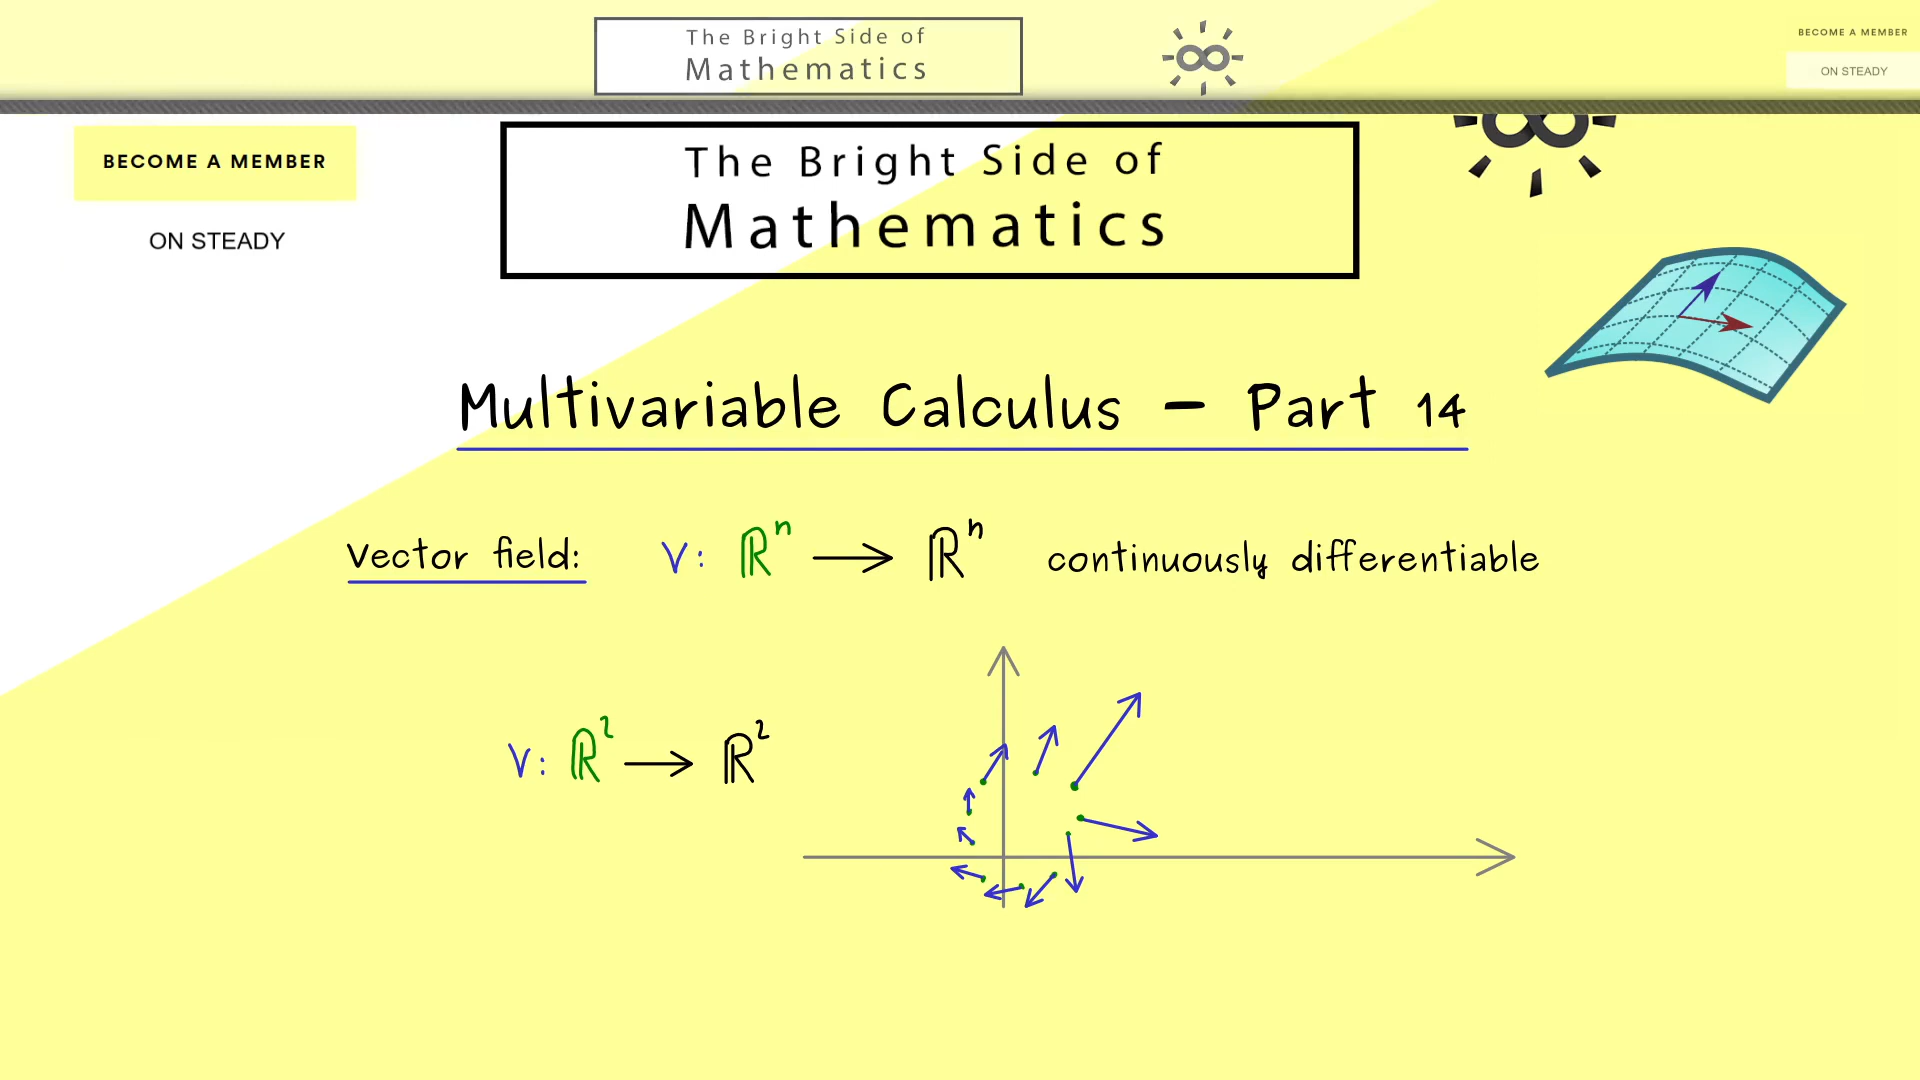 The Bright Side of
Mathematics
BECOME A MEMBER
ON STEADY
BECOME A MEMBER
ON STEADY
The Bright Side of
Mathematics
Multivariable Calculus – Part 14
Vector field: v: ℝⁿ ⟶ ℝⁿ continuously differentiable
v: ℝ² ⟶ ℝ²